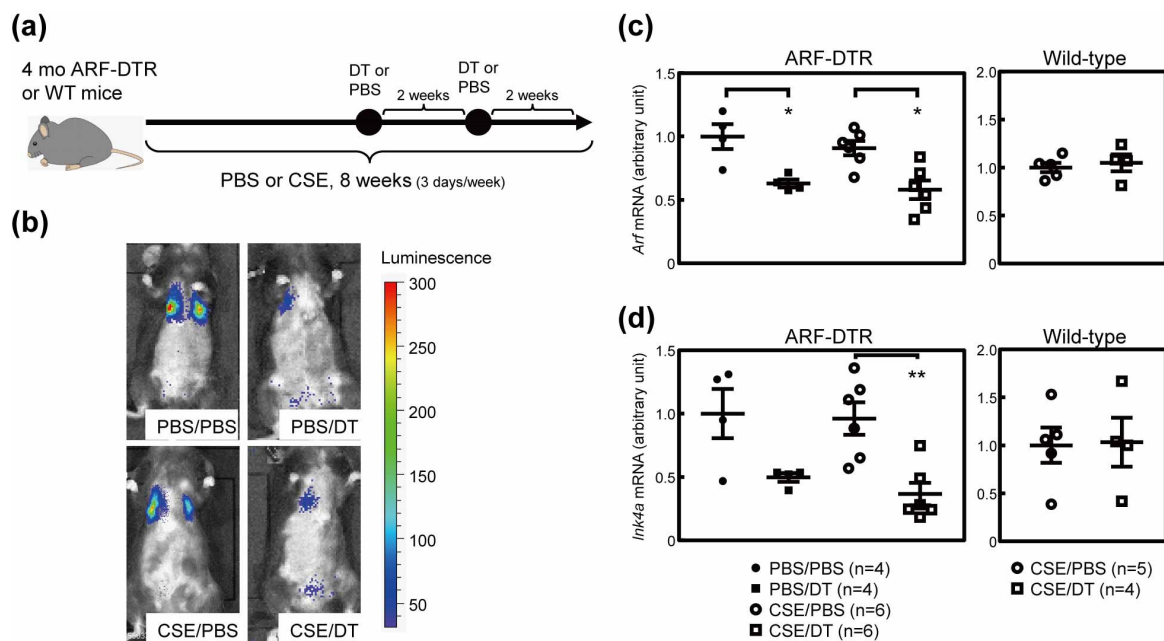 (a)
4 mo ARF-DTR
or WT mice
DT or
PBS
2 weeks
DT or
PBS
2 weeks
PBS or CSE, 8 weeks (3 days/week)
(b)
PBS/PBS
PBS/DT
CSE/PBS
CSE/DT
Luminescence
300
250
200
150
100
50
(c)
ARF-DTR
Wild-type
Arf mRNA (arbitrary unit)
1.5
1.0
0.5
0
*
*
2.0
1.5
1.0
0.5
0
(d)
ARF-DTR
Wild-type
Ink4a mRNA (arbitrary unit)
1.5
1.0
0.5
0
**
2.0
1.5
1.0
0.5
0
PBS/PBS (n=4)
PBS/DT (n=4)
CSE/PBS (n=6)
CSE/DT (n=6)
CSE/PBS (n=5)
CSE/DT (n=4)